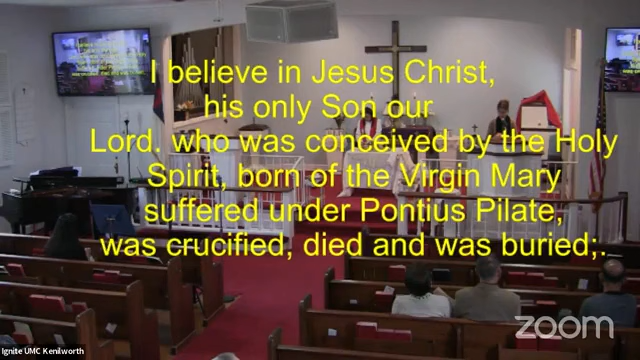 I believe in Jesus Christ,
his only Son our
Lord. who was conceived by the Holy
Spirit, born of the Virgin Mary
suffered under Pontius Pilate,
was crucified, died and was buried;.
zoom
Ignite UMC Kenilworth